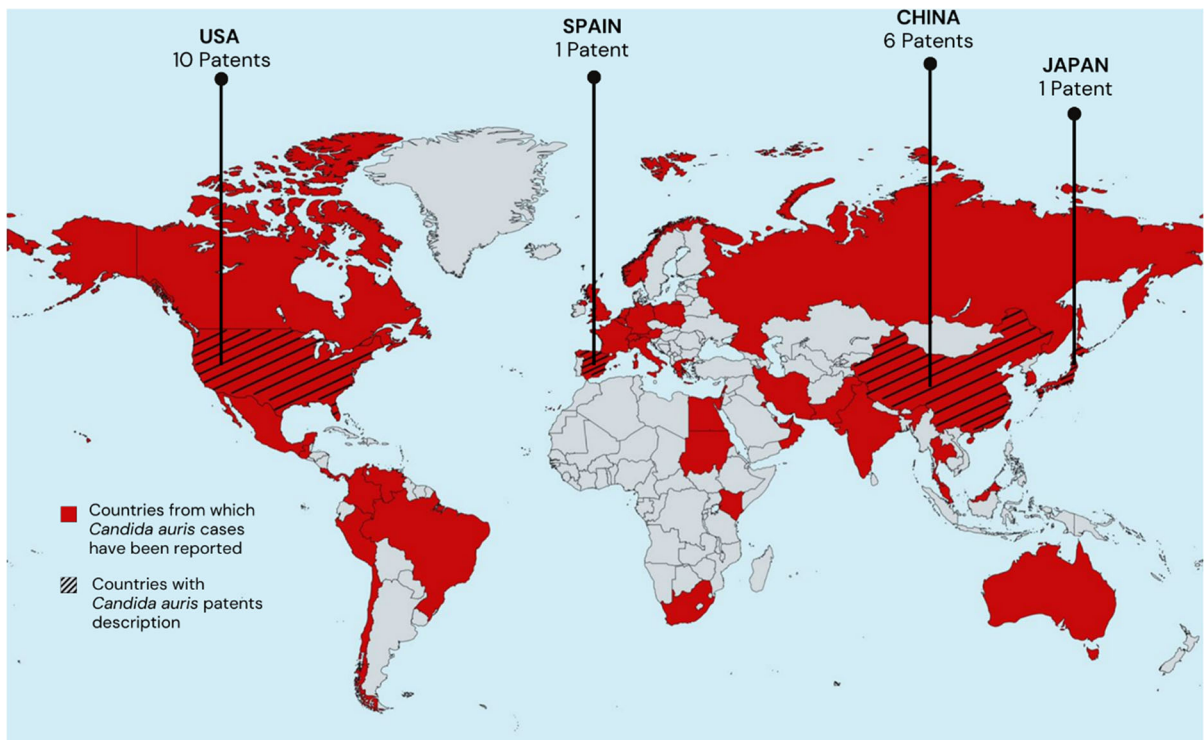 USA
10 Patents
SPAIN
1 Patent
CHINA
6 Patents
JAPAN
1 Patent
Countries from which
Candida auris cases
have been reported
Countries with
Candida auris patents
description